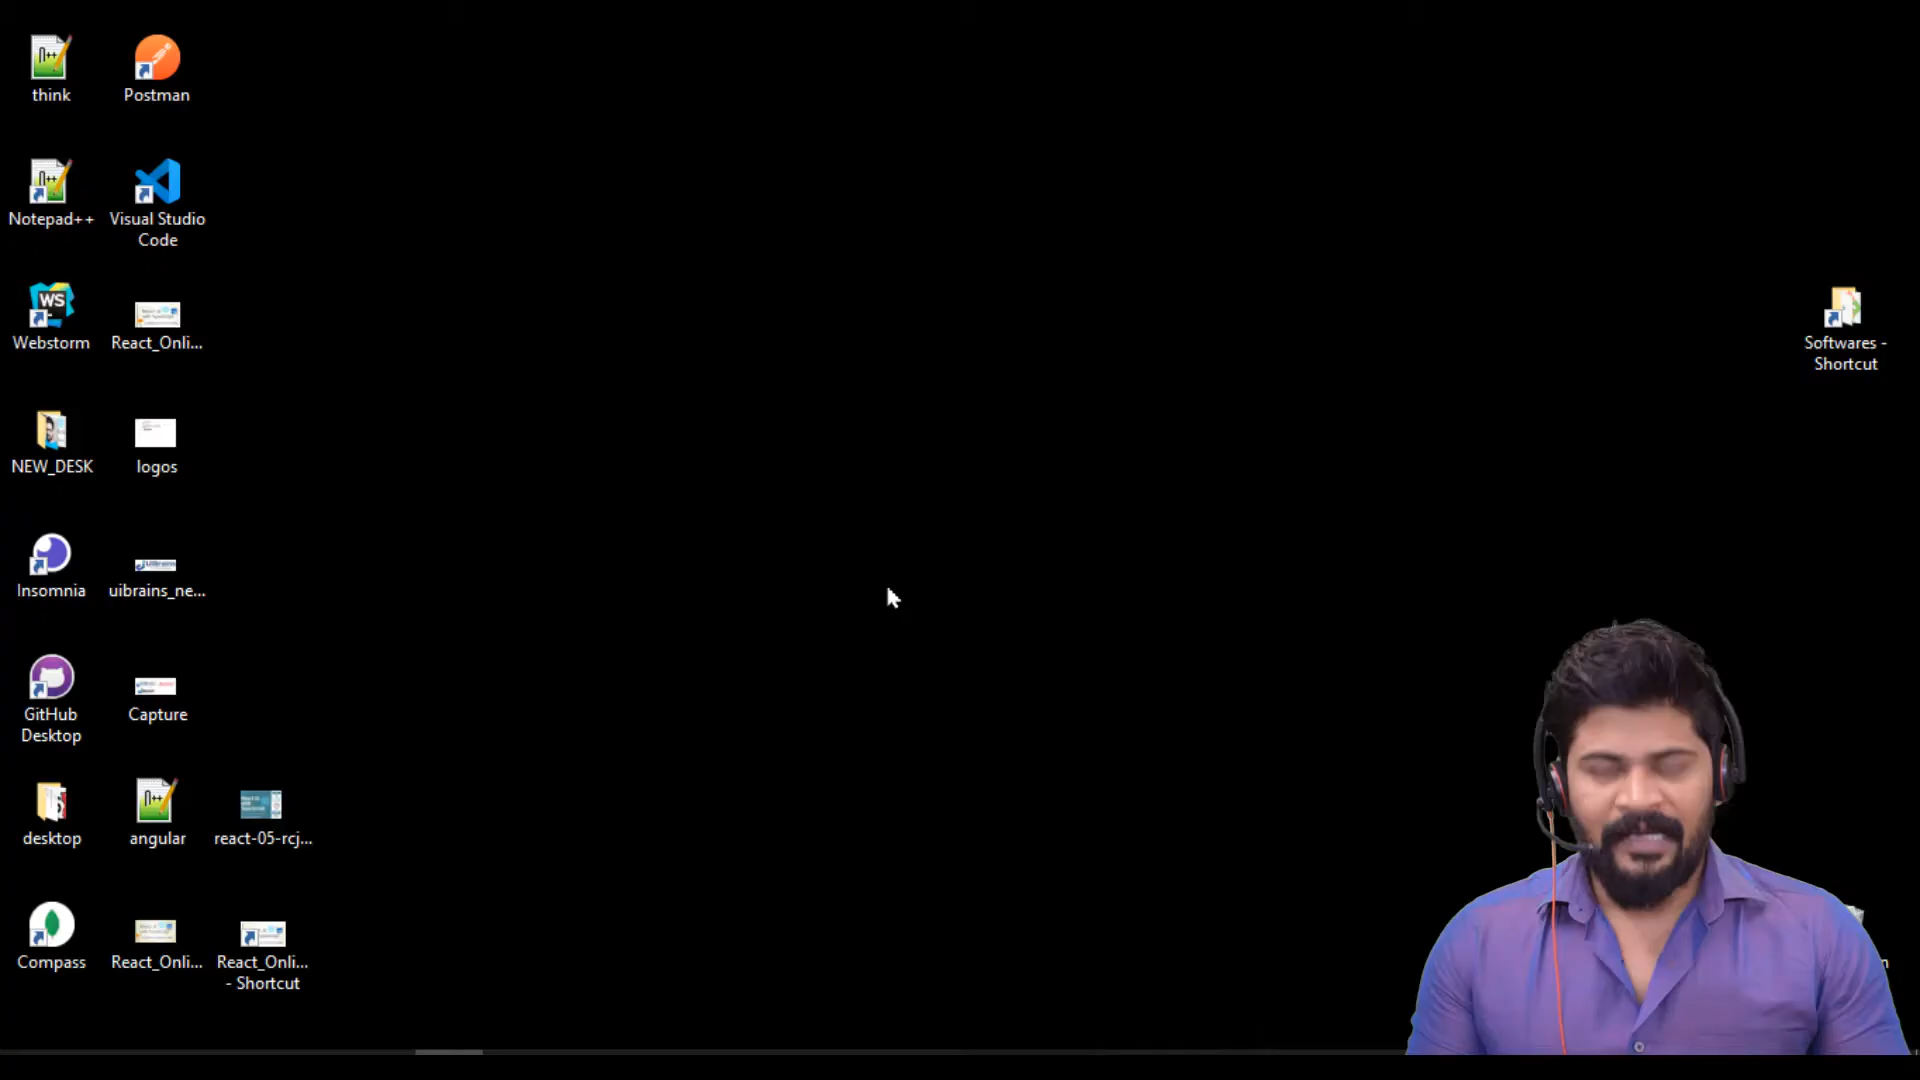 think
Postman
Notepad++
Visual Studio
Code
WS
Webstorm
React_Onli...
Softwares -
Shortcut
NEW_DESK
logos
Insomnia
uibrains_ne...
GitHub
Desktop
Capture
desktop
angular
react-05-rcj...
Compass
React_Onli...
React_Onli...
- Shortcut